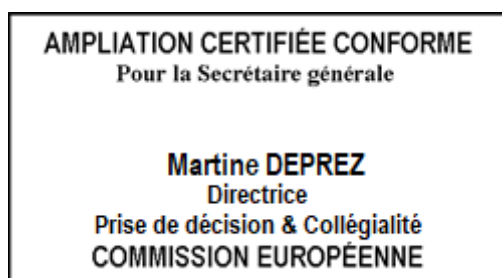 AMPLIATION CERTIFIÉE CONFORME
Pour la Secrétaire générale
Martine DEPREZ
Directrice
Prise de décision & Collégialité
COMMISSION EUROPÉENNE